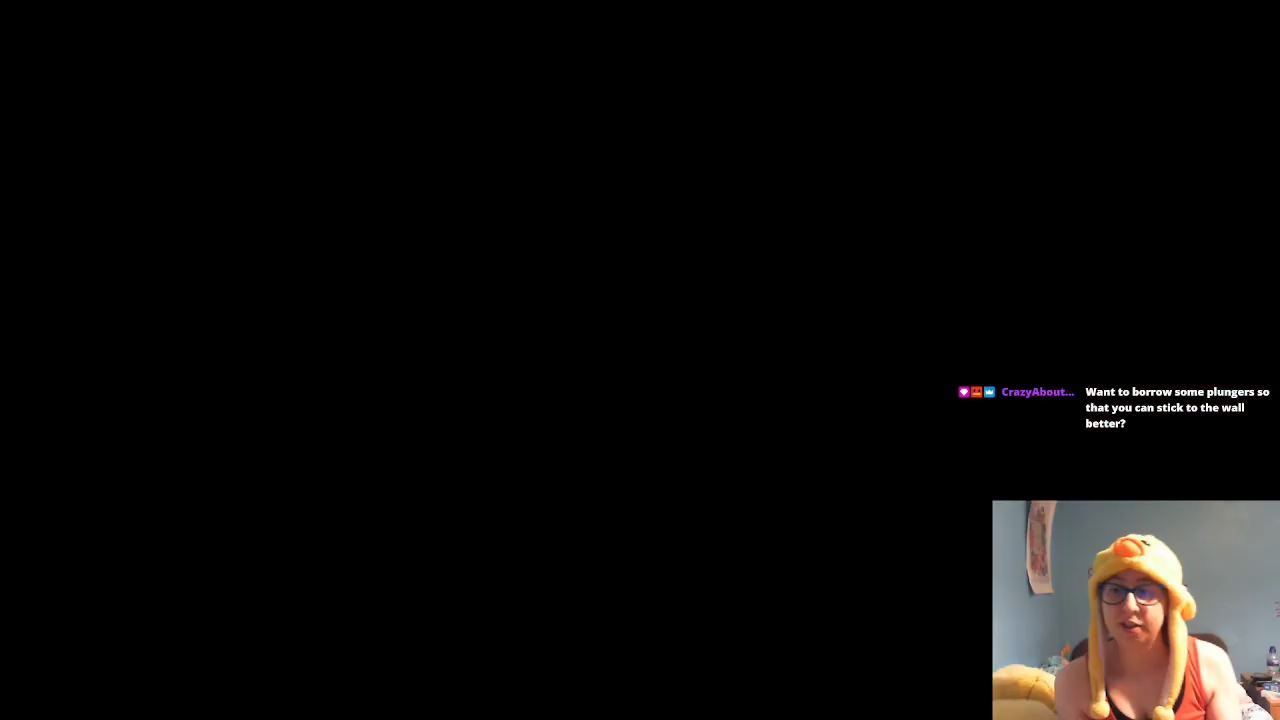 CrazyAbout... Want to borrow some plungers so
that you can stick to the wall
better?